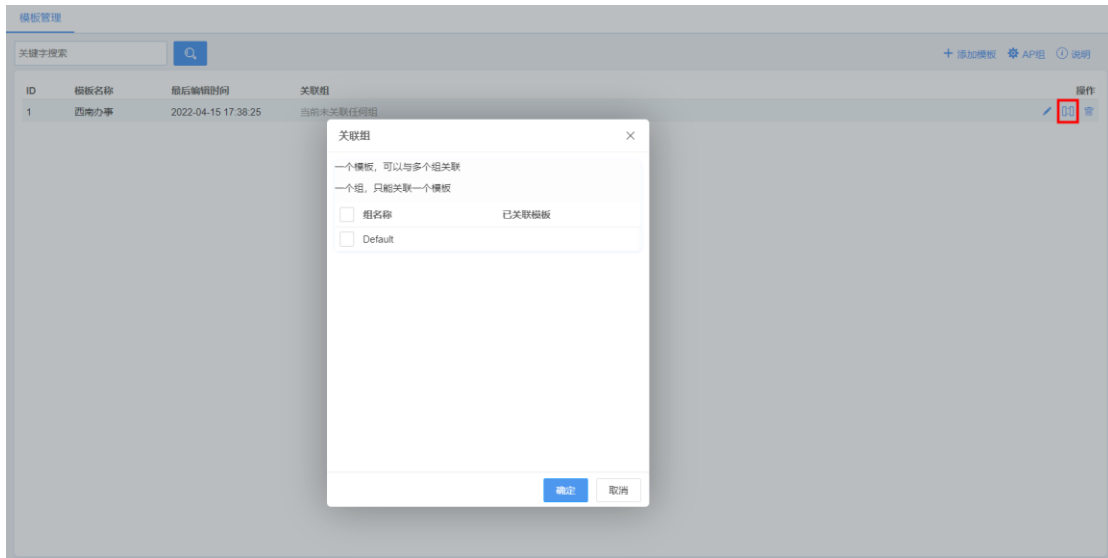 模板管理
关键字搜索
添加模板 AP组 说明
ID 模板名称 最后编辑时间 关联组 操作
1 西南办事 2022-04-15 17:38:25 当前未关联任何组
关联组
一个模板，可以与多个组关联
一个组，只能关联一个模板
组名称 已关联模板
Default
确定 取消